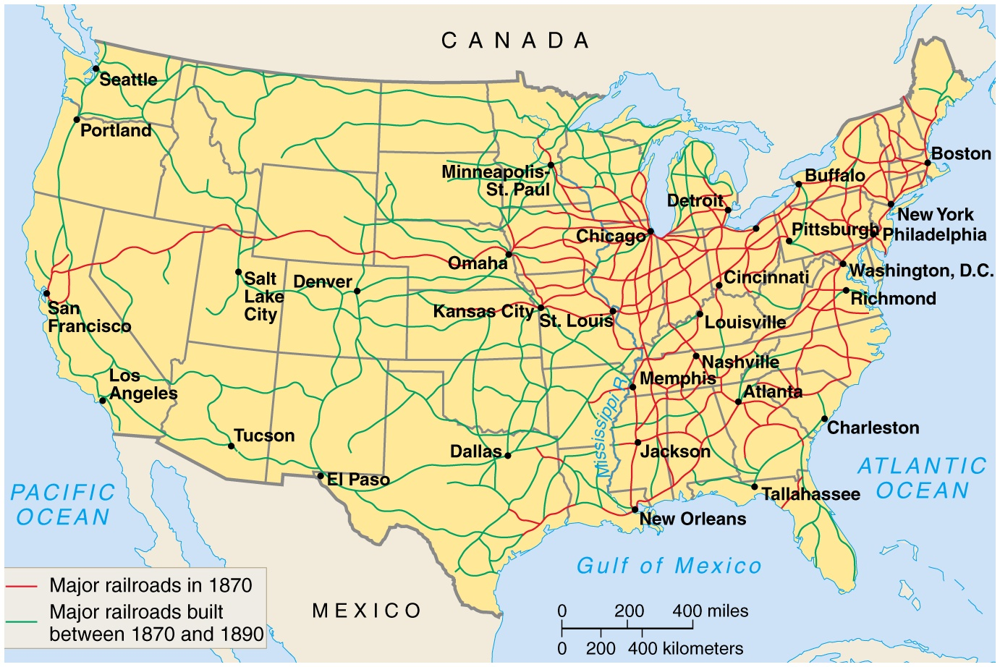 CANADA
Seattle
Portland
Minneapolis-
St. Paul
Boston
Buffalo
Detroit
New York
Pittsburgh
Philadelphia
Chicago
Omaha
Washington, D.C.
Cincinnati
Salt
Lake
City
Denver
Richmond
San
Francisco
Kansas City
St. Louis
Louisville
Nashville
Los
Angeles
Memphis
Atlanta
Mississippi R.
Charleston
Tucson
Dallas
Jackson
El Paso
ATLANTIC
OCEAN
PACIFIC
OCEAN
Tallahassee
New Orleans
Gulf of Mexico
MEXICO
Major railroads in 1870
Major railroads built
between 1870 and 1890
0 200 400 miles
0 200 400 kilometers